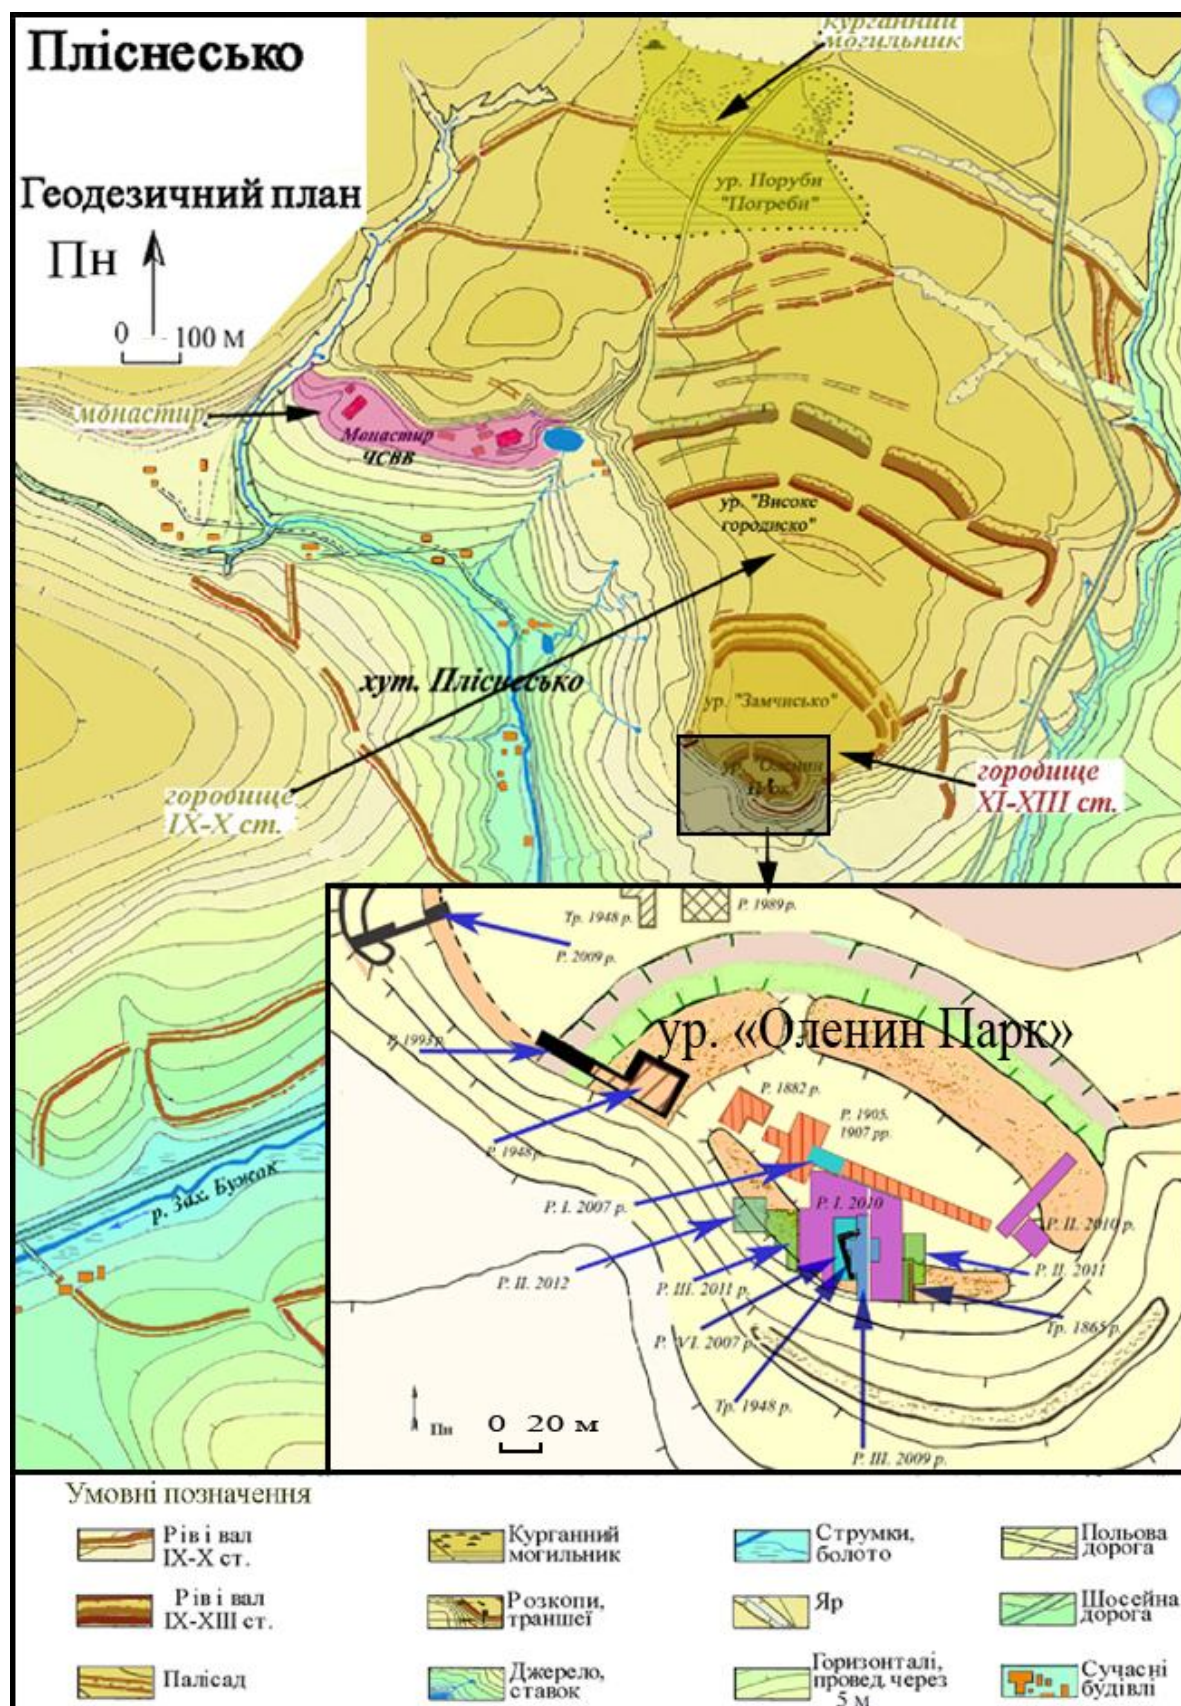 Пліснесько
курганний
могильник
Геодезичний план
Пн
0 100 М
ур. Поруби
"Погреби"
монастир
Монастир
ЧСВВ
ур. "Високе
городиско"
хут. Пліснесько
ур. "Замчисько"
городище
IX-X ст.
ур. "Оленин
Парк"
городище
XI-XIII ст.
р. Зах. Бужок
Тр. 1948 р.
Р. 1989 р.
Р. 2009 р.
ур. «Оленин Парк»
Р. 1993 р.
Р. 1882 р.
Р. 1905,
1907 рр.
Р. 1948 р.
Р. І. 2007 р.
Р. І. 2010
Р. ІІ. 2010 р.
Р. ІІ. 2012
Р. ІІІ. 2011 р.
Р. ІІ. 2011
Р. VI. 2007 р.
Тр. 1865 р.
Тр. 1948 р.
Р. ІІІ. 2009 р.
Пн
0 20 м
Умовні позначення
Рів і вал
IX-X ст.
Курганний
могильник
Струмки,
болото
Польова
дорога
Рів і вал
IX-XIII ст.
Розкопи,
траншеї
Яр
Шосейна
дорога
Палісад
Джерело,
ставок
Горизонталі,
провед. через
5 м
Сучасні
будівлі